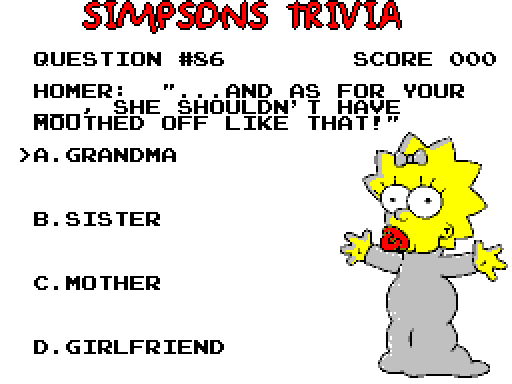 SIMPSONS TRIVIA
QUESTION #86 SCORE 000
HOMER: "...AND AS FOR YOUR
___, SHE SHOULDN'T HAVE
MOUTHED OFF LIKE THAT!"
>A.GRANDMA
B.SISTER
C.MOTHER
D.GIRLFRIEND